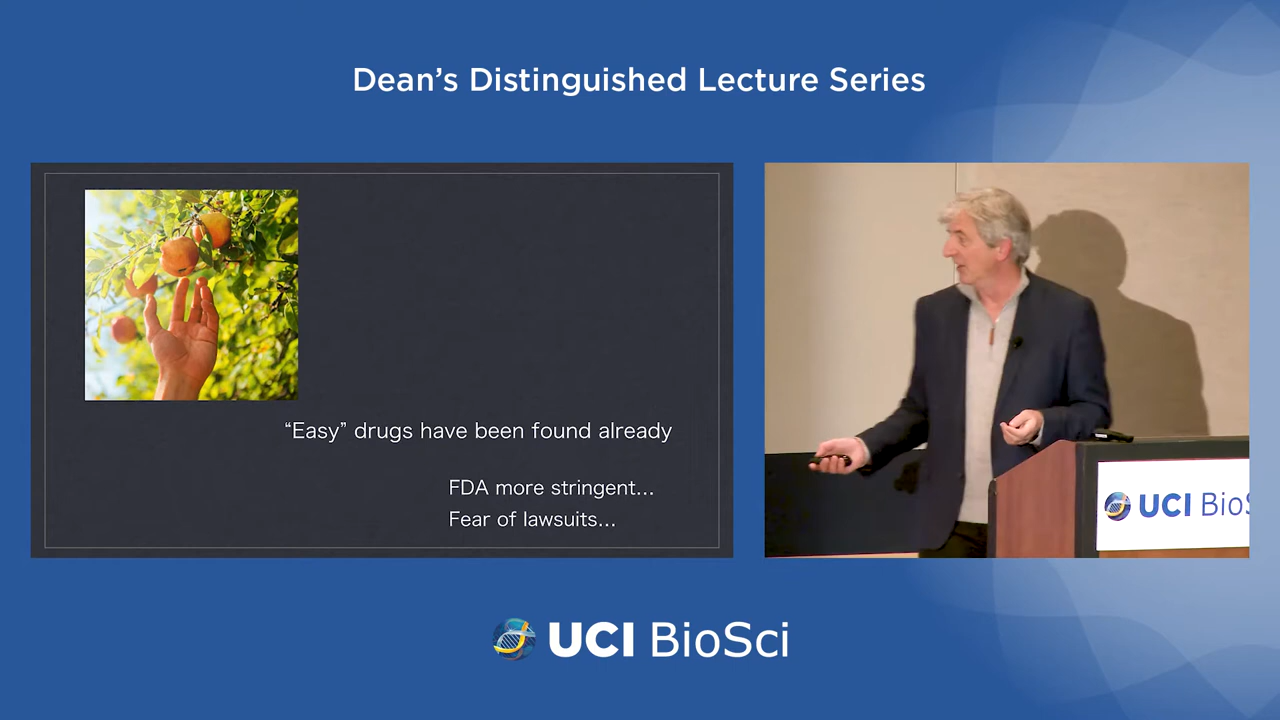 Dean’s Distinguished Lecture Series
“Easy” drugs have been found already
FDA more stringent...
Fear of lawsuits...
UCI
UCI BioSci